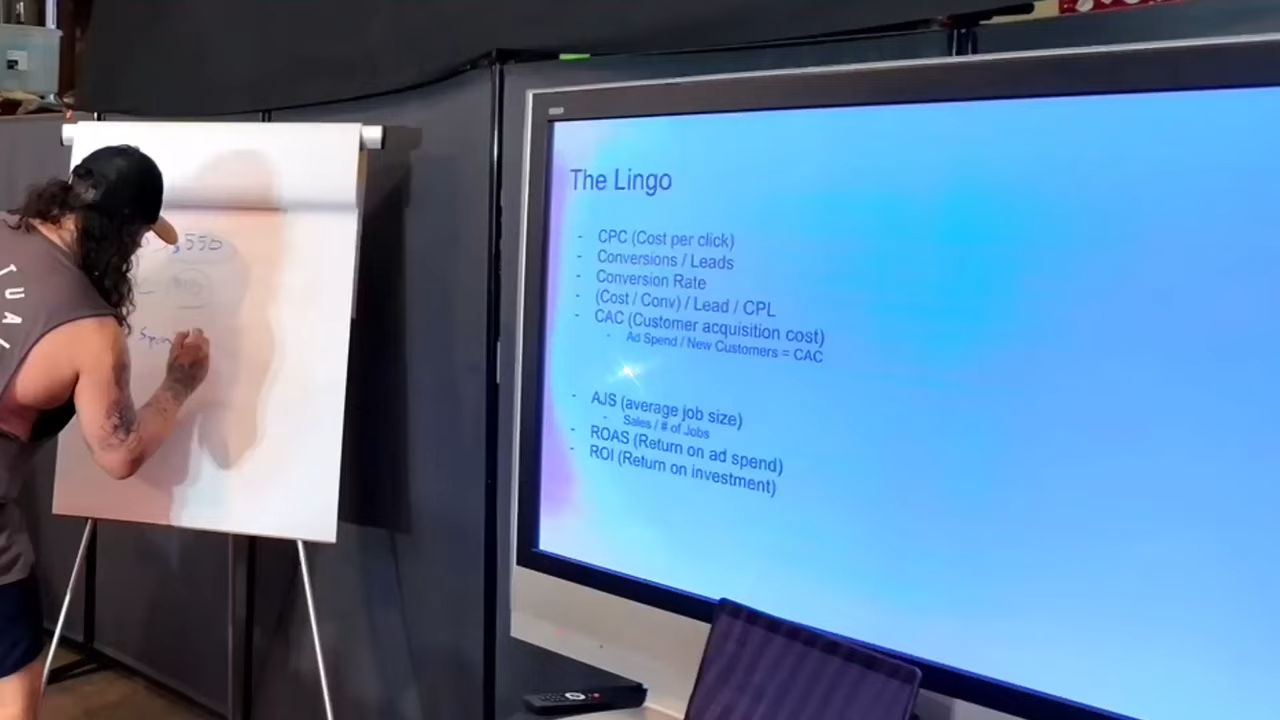 The Lingo
- CPC (Cost per click)
- Conversions / Leads
- Conversion Rate
- (Cost / Conv) / Lead / CPL
- CAC (Customer acquisition cost)
- Ad Spend / New Customers = CAC
- AJS (average job size)
- Sales / # of Jobs
- ROAS (Return on ad spend)
- ROI (Return on investment)